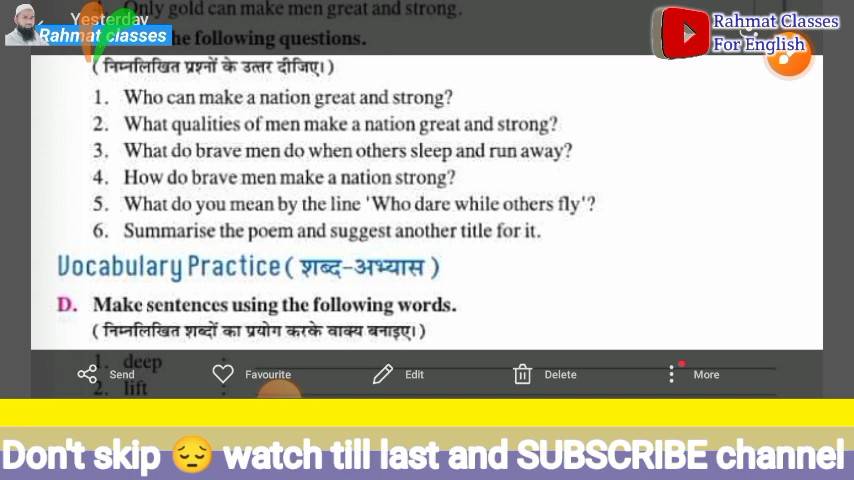 Only gold can make men great and strong.
Yesterday
Rahmat classes
he following questions.
Rahmat Classes
For English
( निम्नलिखित प्रश्नों के उत्तर दीजिए। )
1. Who can make a nation great and strong?
2. What qualities of men make a nation great and strong?
3. What do brave men do when others sleep and run away?
4. How do brave men make a nation strong?
5. What do you mean by the line 'Who dare while others fly'?
6. Summarise the poem and suggest another title for it.
Vocabulary Practice ( शब्द-अभ्यास )
D. Make sentences using the following words.
( निम्नलिखित शब्दों का प्रयोग करके वाक्य बनाइए। )
1. deep :
Send Favourite Edit Delete More
2. lift :
Don't skip 😔 watch till last and SUBSCRIBE channel